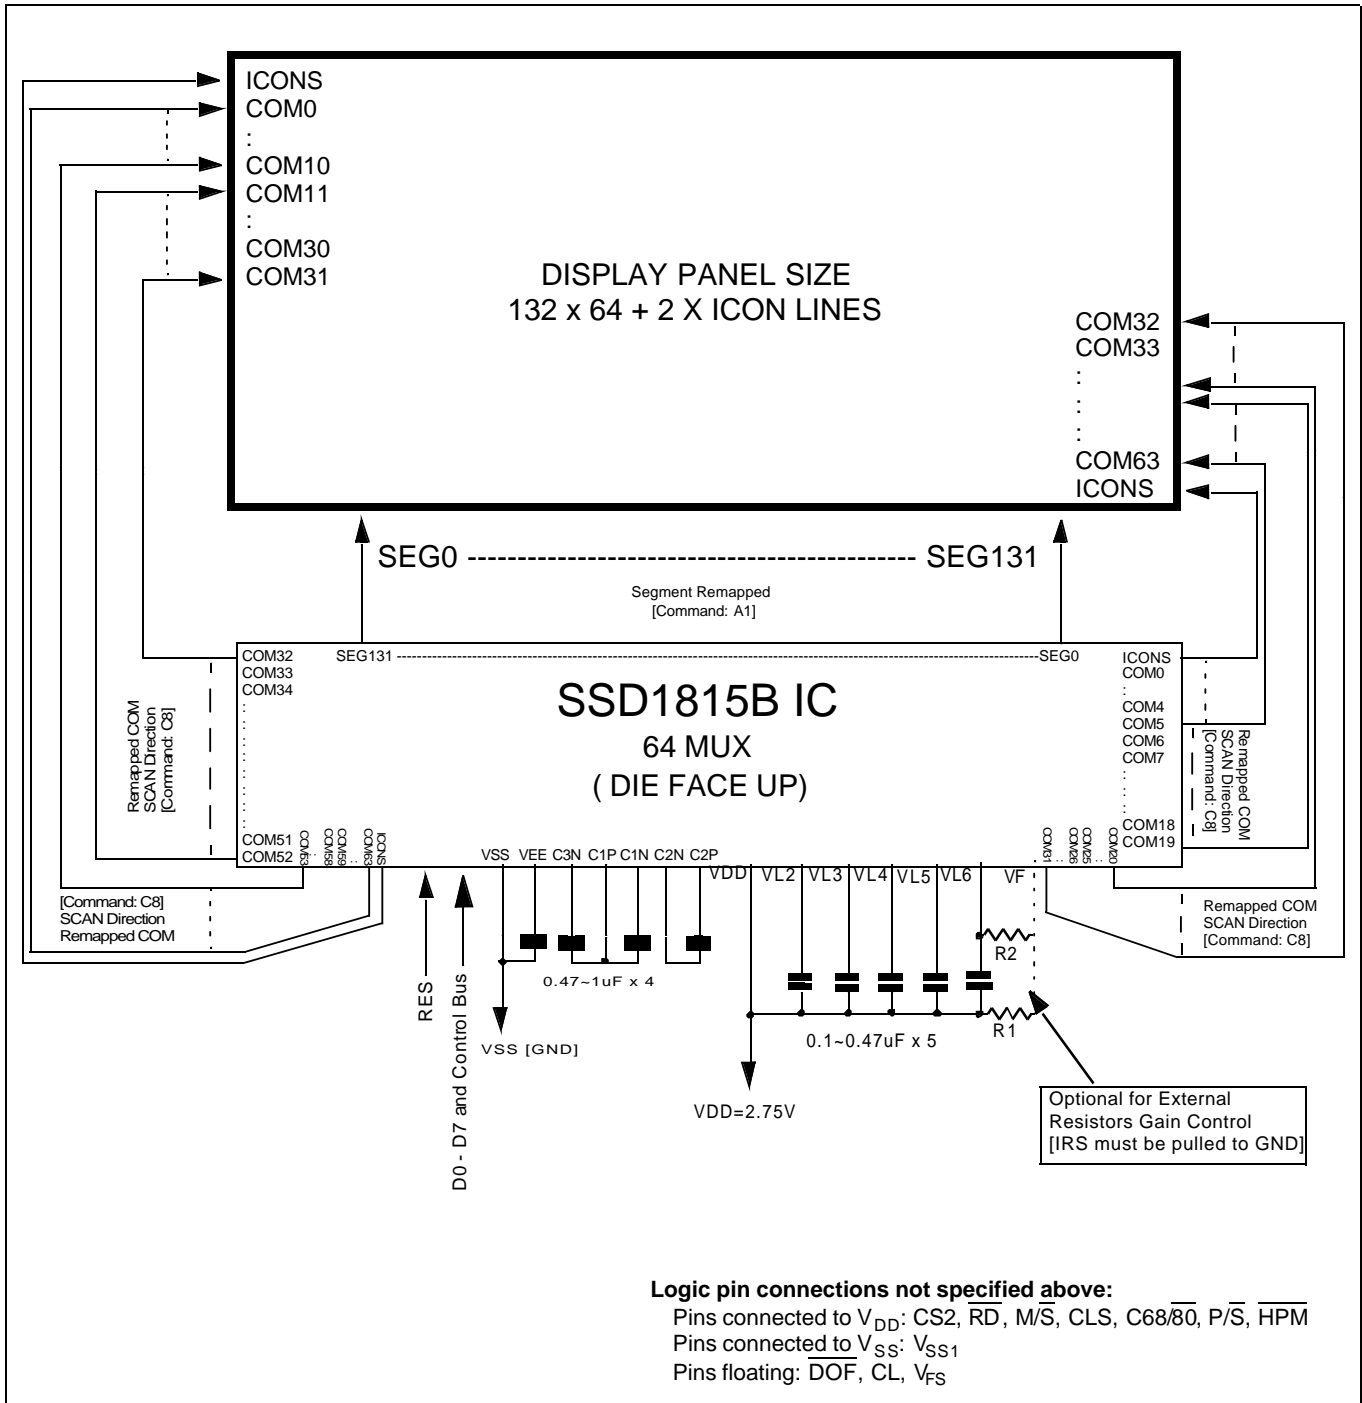 ICONS
COM0
:
COM10
COM11
:
COM30
COM31
DISPLAY PANEL SIZE
132 x 64 + 2 X ICON LINES
COM32
COM33
:
:
:
COM63
ICONS
SEG0 --------------------------------------------- SEG131
Segment Remapped
[Command: A1]
COM32
COM33
COM34
:
:
:
:
:
:
:
:
COM51
COM52
SEG131 ------------------------------------------------ SEG0
SSD1815B IC
64 MUX
( DIE FACE UP)
ICONS
COM0
:
COM4
COM5
COM6
COM7
:
:
:
COM18
COM19
Remapped COM
SCAN Direction
[Command: C8]
Remapped COM
SCAN Direction
[Command: C8]
COM53
:
COM58
COM59
:
COM63
ICONS
VSS VEE C3N C1P C1N C2N C2P
VDD VL2 VL3 VL4 VL5 VL6 VF
COM31
:
COM26
COM25
:
COM20
[Command: C8]
SCAN Direction
Remapped COM
Remapped COM
SCAN Direction
[Command: C8]
RES
D0 - D7 and Control Bus
0.47~1uF x 4
VSS [GND]
R2
R1
0.1~0.47uF x 5
VDD=2.75V
Optional for External
Resistors Gain Control
[IRS must be pulled to GND]
Logic pin connections not specified above:
Pins connected to VDD: CS2, R̅D̅, M/S̅, CLS, C68/8̅0̅, P/S̅, H̅P̅M̅
Pins connected to VSS: VSS1
Pins floating: D̅O̅F̅, CL, VFS